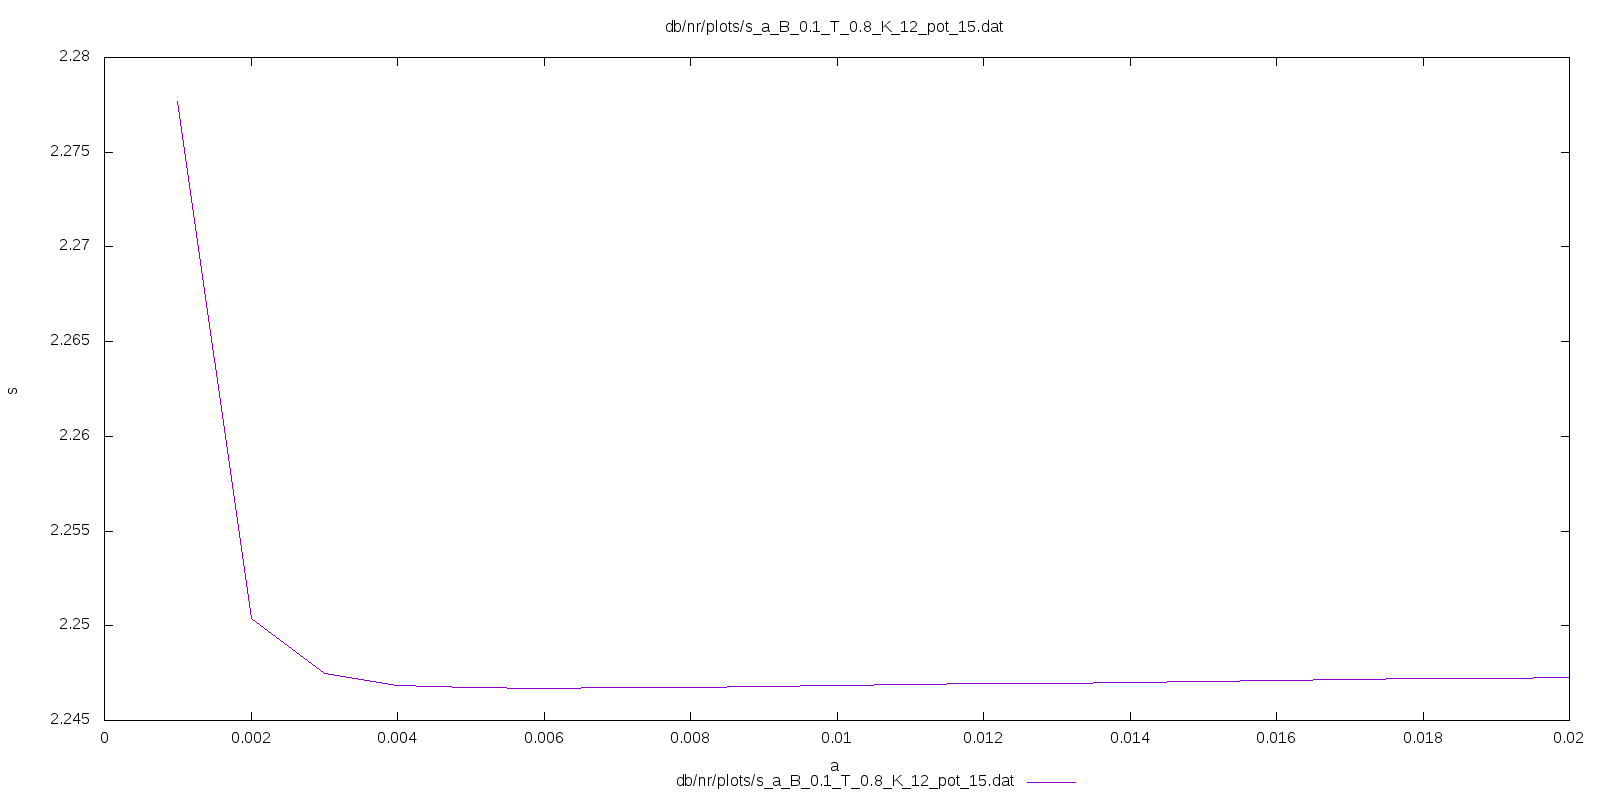 db/nr/plots/s_a_B_0.1_T_0.8_K_12_pot_15.dat
2.28
2.275
2.27
2.265
2.26
2.255
2.25
2.245
s
0 0.002 0.004 0.006 0.008 0.01 0.012 0.014 0.016 0.018 0.02
a
db/nr/plots/s_a_B_0.1_T_0.8_K_12_pot_15.dat